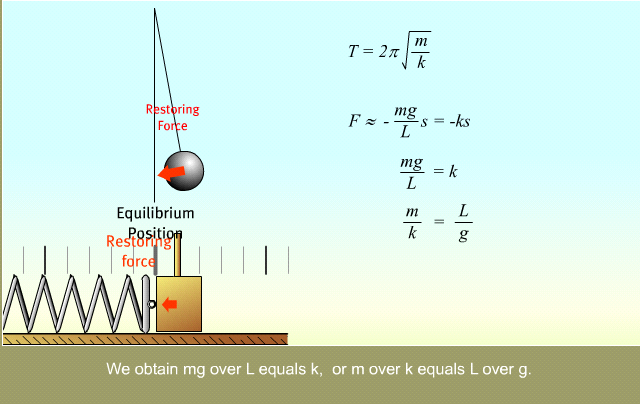 Restoring
Force
Equilibrium
Position
Restoring
force
T = 2π√(m/k)
F ≈ - mg/L s = -ks
mg/L = k
m/k = L/g
We obtain mg over L equals k, or m over k equals L over g.